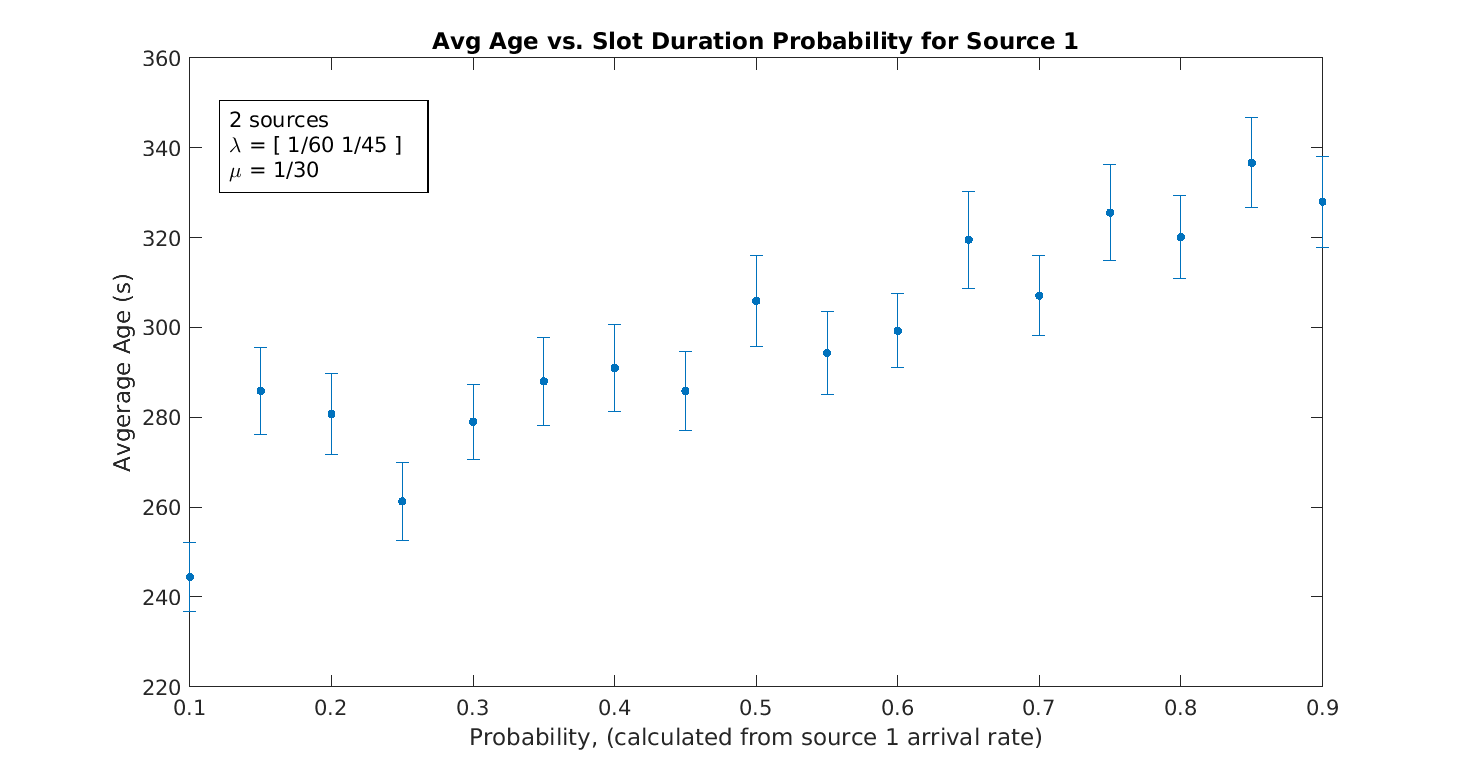 Avg Age vs. Slot Duration Probability for Source 1
360
340
320
300
280
260
240
220
Avgerage Age (s)
2 sources
λ = [ 1/60 1/45 ]
μ = 1/30
0.1 0.2 0.3 0.4 0.5 0.6 0.7 0.8 0.9
Probability, (calculated from source 1 arrival rate)